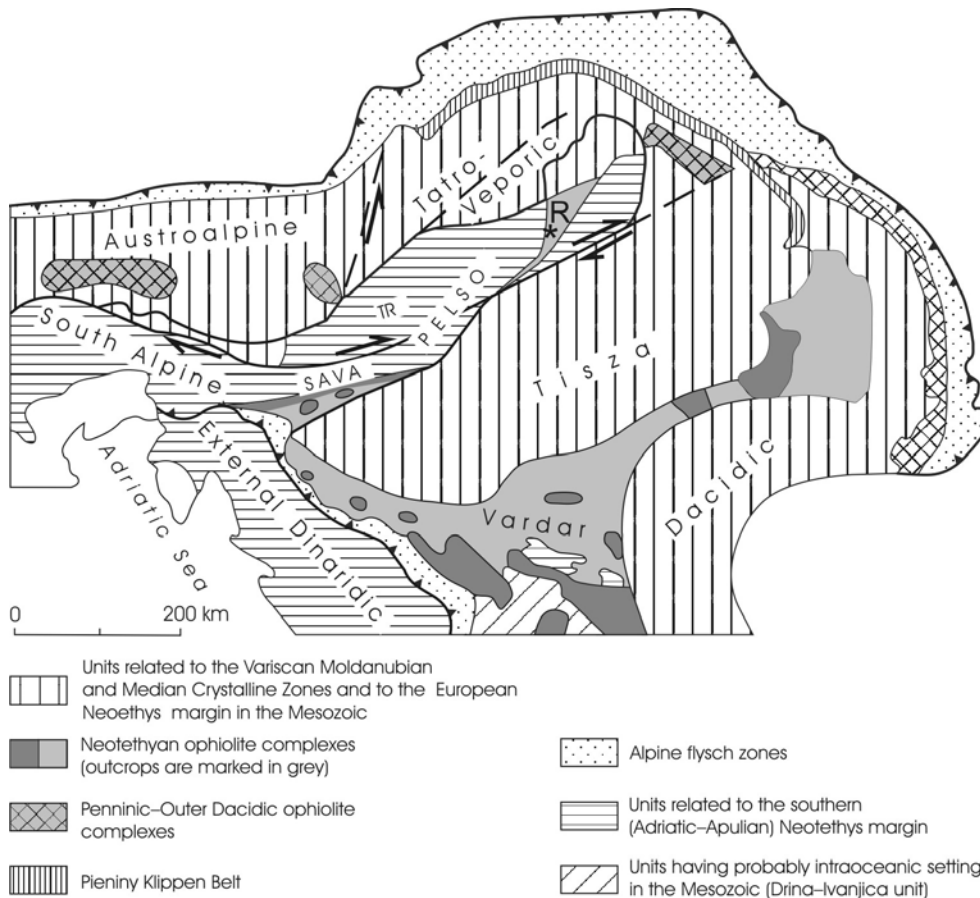 Tatro-
Veporic
Austroalpine
R
*
TR
PELSO
South Alpine
SAVA
Tisza
External Dinaridic
Adriatic Sea
Vardar
Dacidic
0 200 km
Units related to the Variscan Moldanubian
and Median Crystalline Zones and to the European
Neoethys margin in the Mesozoic
Neotethyan ophiolite complexes
(outcrops are marked in grey)
Penninic–Outer Dacidic ophiolite
complexes
Pieniny Klippen Belt
Alpine flysch zones
Units related to the southern
(Adriatic–Apulian) Neotethys margin
Units having probably intraoceanic setting
in the Mesozoic (Drina–Ivanjica unit)